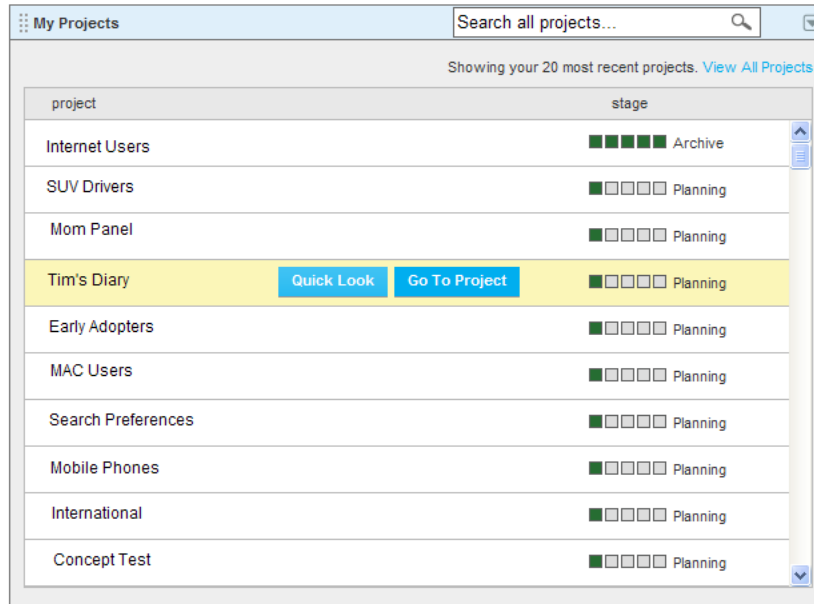 My Projects Search all projects...
Showing your 20 most recent projects. View All Projects
project stage
Internet Users Archive
SUV Drivers Planning
Mom Panel Planning
Tim's Diary Quick Look Go To Project Planning
Early Adopters Planning
MAC Users Planning
Search Preferences Planning
Mobile Phones Planning
International Planning
Concept Test Planning